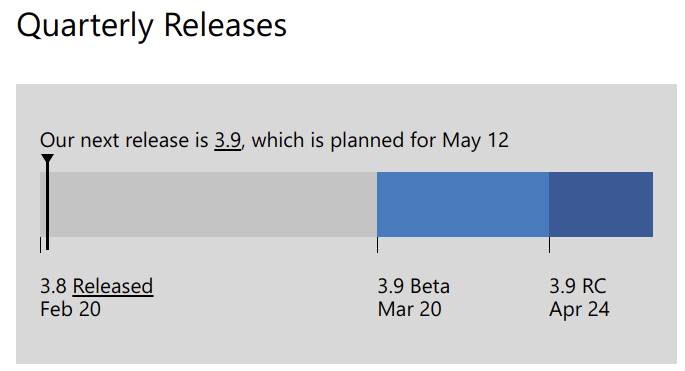 Quarterly Releases
Our next release is 3.9, which is planned for May 12
3.8 Released
Feb 20
3.9 Beta
Mar 20
3.9 RC
Apr 24